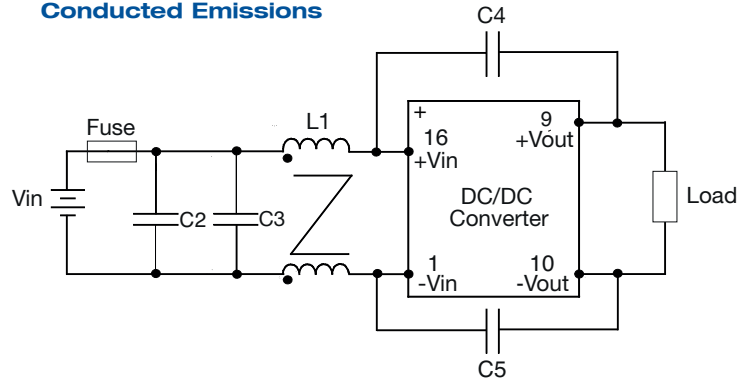 Conducted Emissions
C4
Fuse
L1
+
16
+Vin
9
+Vout
Vin
C2
C3
DC/DC
Converter
Load
1
-Vin
10
-Vout
C5